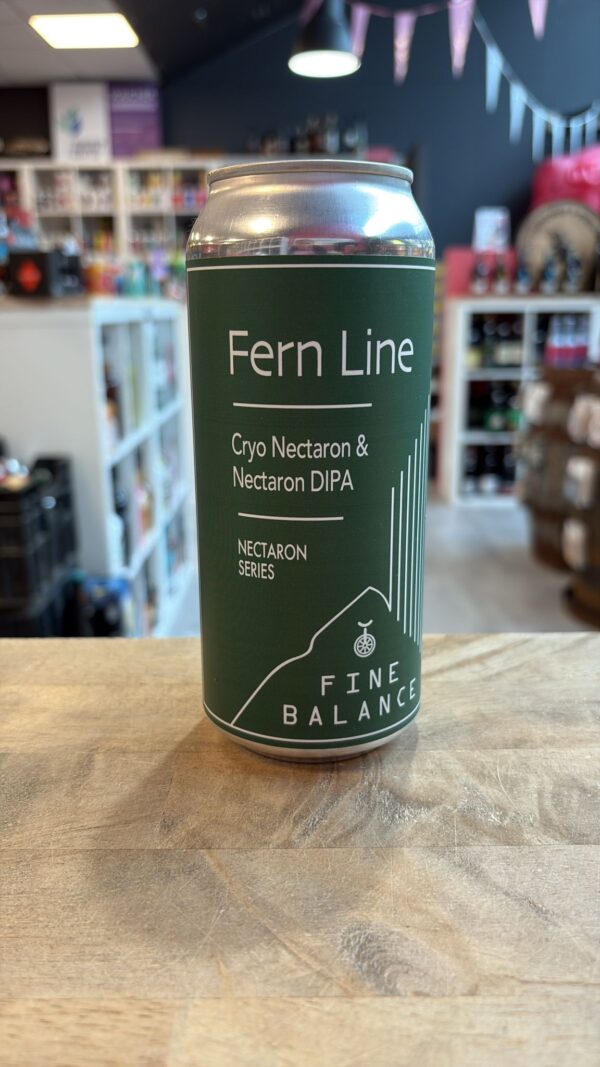 Fern Line
Cryo Nectaron &
Nectaron DIPA
NECTARON
SERIES
FINE
BALANCE